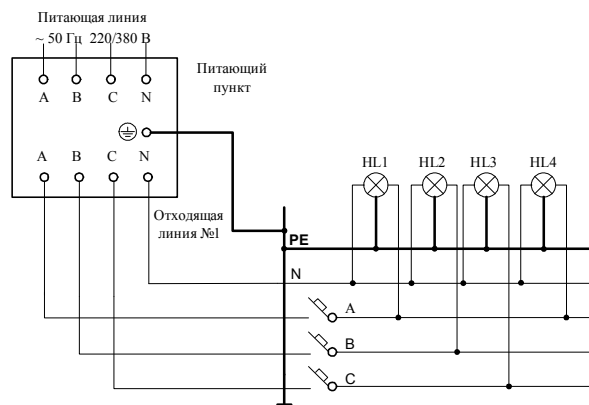 Питающая линия
~ 50 Гц 220/380 В
A B C N
Питающий
пункт
A B C N
Отходящая
линия №1
HL1 HL2 HL3 HL4
PE
N
A
B
C